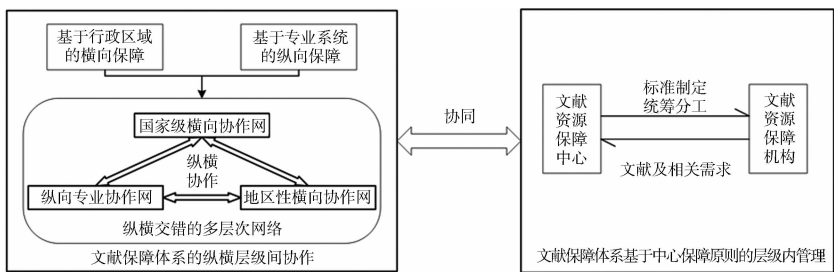 基于行政区域
的横向保障
基于专业系统
的纵向保障
国家级横向协作网
纵横
协作
纵向专业协作网
地区性横向协作网
纵横交错的多层次网络
文献保障体系的纵横层级间协作
协同
文献
资源
保障
中心
标准制定
统筹分工
文献及相关需求
文献
资源
保障
机构
文献保障体系基于中心保障原则的层级内管理